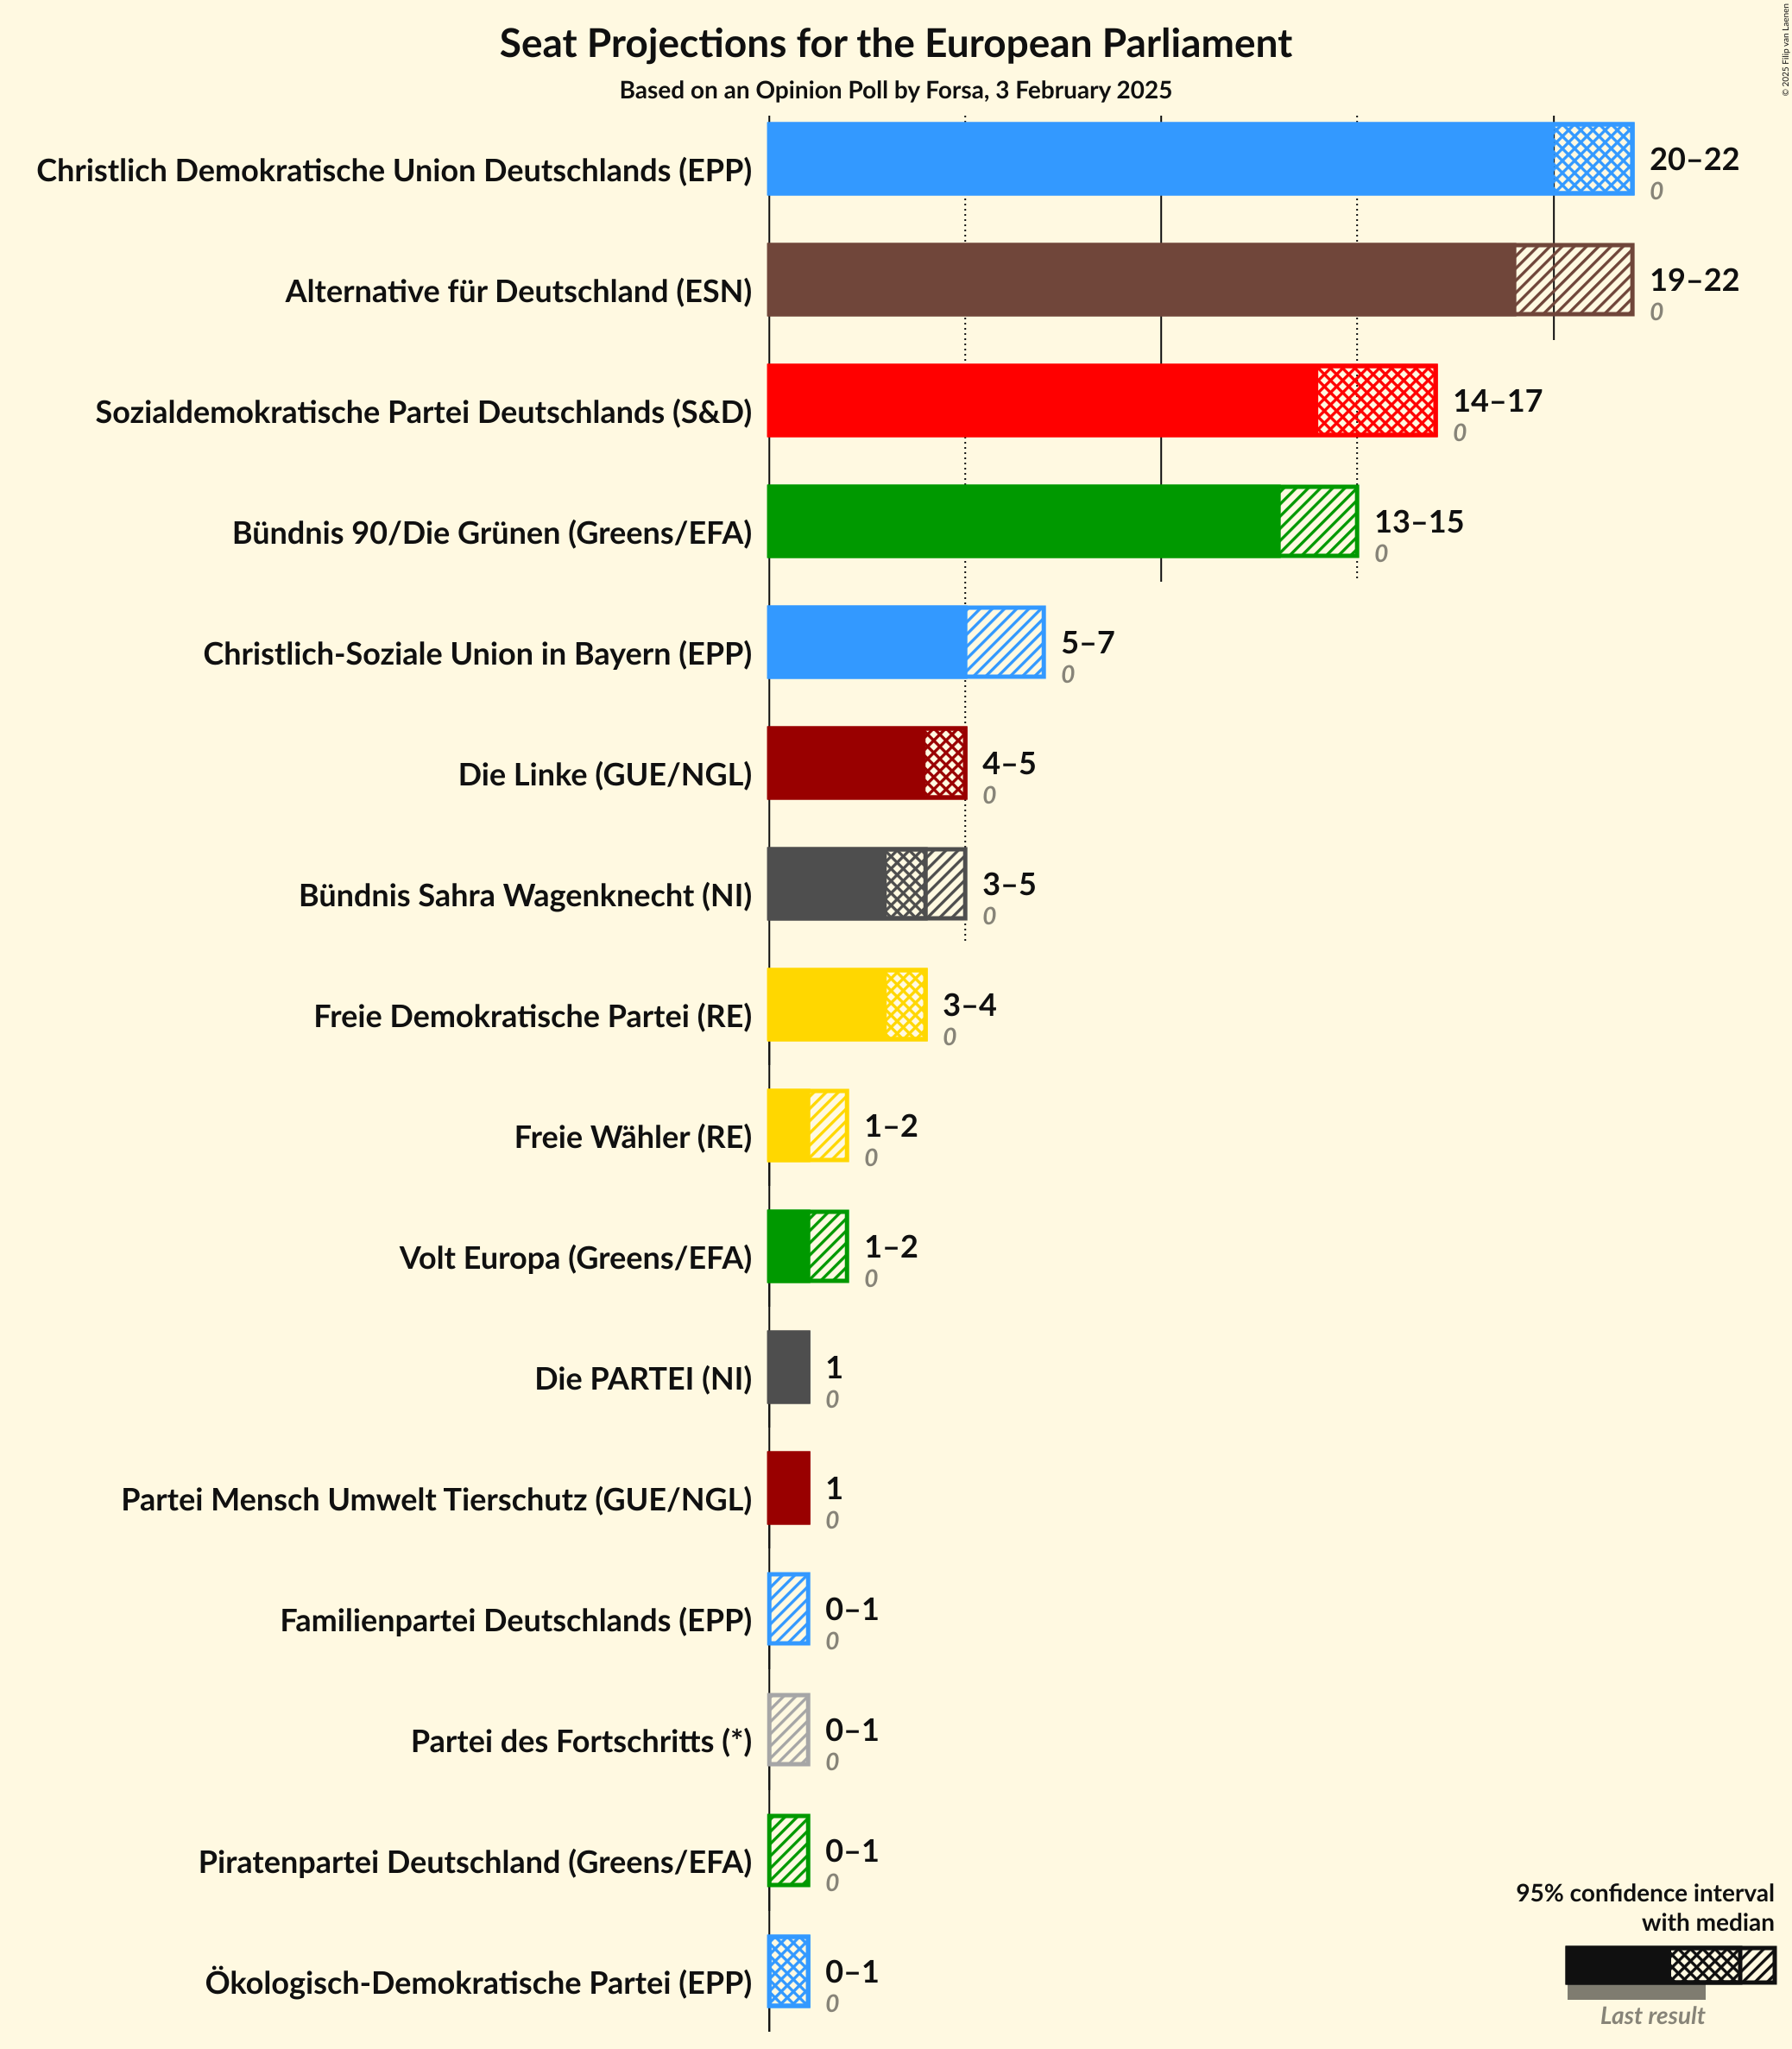 Seat Projections for the European Parliament
Based on an Opinion Poll by Forsa, 3 February 2025
© 2025 Filip van Laenen
Christlich Demokratische Union Deutschlands (EPP)
20–22
0
Alternative für Deutschland (ESN)
19–22
0
Sozialdemokratische Partei Deutschlands (S&D)
14–17
0
Bündnis 90/Die Grünen (Greens/EFA)
13–15
0
Christlich-Soziale Union in Bayern (EPP)
5–7
0
Die Linke (GUE/NGL)
4–5
0
Bündnis Sahra Wagenknecht (NI)
3–5
0
Freie Demokratische Partei (RE)
3–4
0
Freie Wähler (RE)
1–2
0
Volt Europa (Greens/EFA)
1–2
0
Die PARTEI (NI)
1
0
Partei Mensch Umwelt Tierschutz (GUE/NGL)
1
0
Familienpartei Deutschlands (EPP)
0–1
0
Partei des Fortschritts (*)
0–1
0
Piratenpartei Deutschland (Greens/EFA)
0–1
0
Ökologisch-Demokratische Partei (EPP)
0–1
0
95% confidence interval
with median
Last result